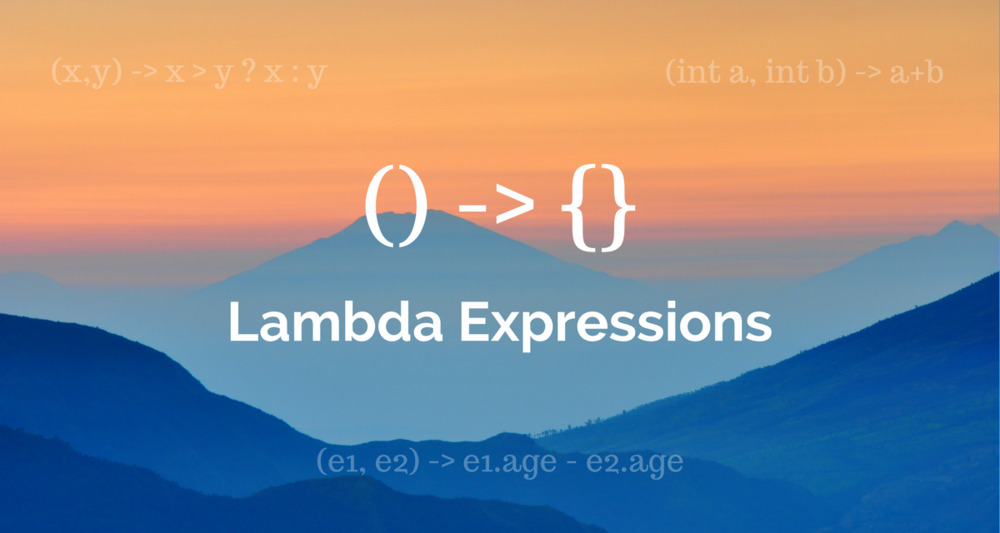 (x,y) -> x > y ? x : y
(int a, int b) -> a+b
() -> {}
Lambda Expressions
(e1, e2) -> e1.age - e2.age